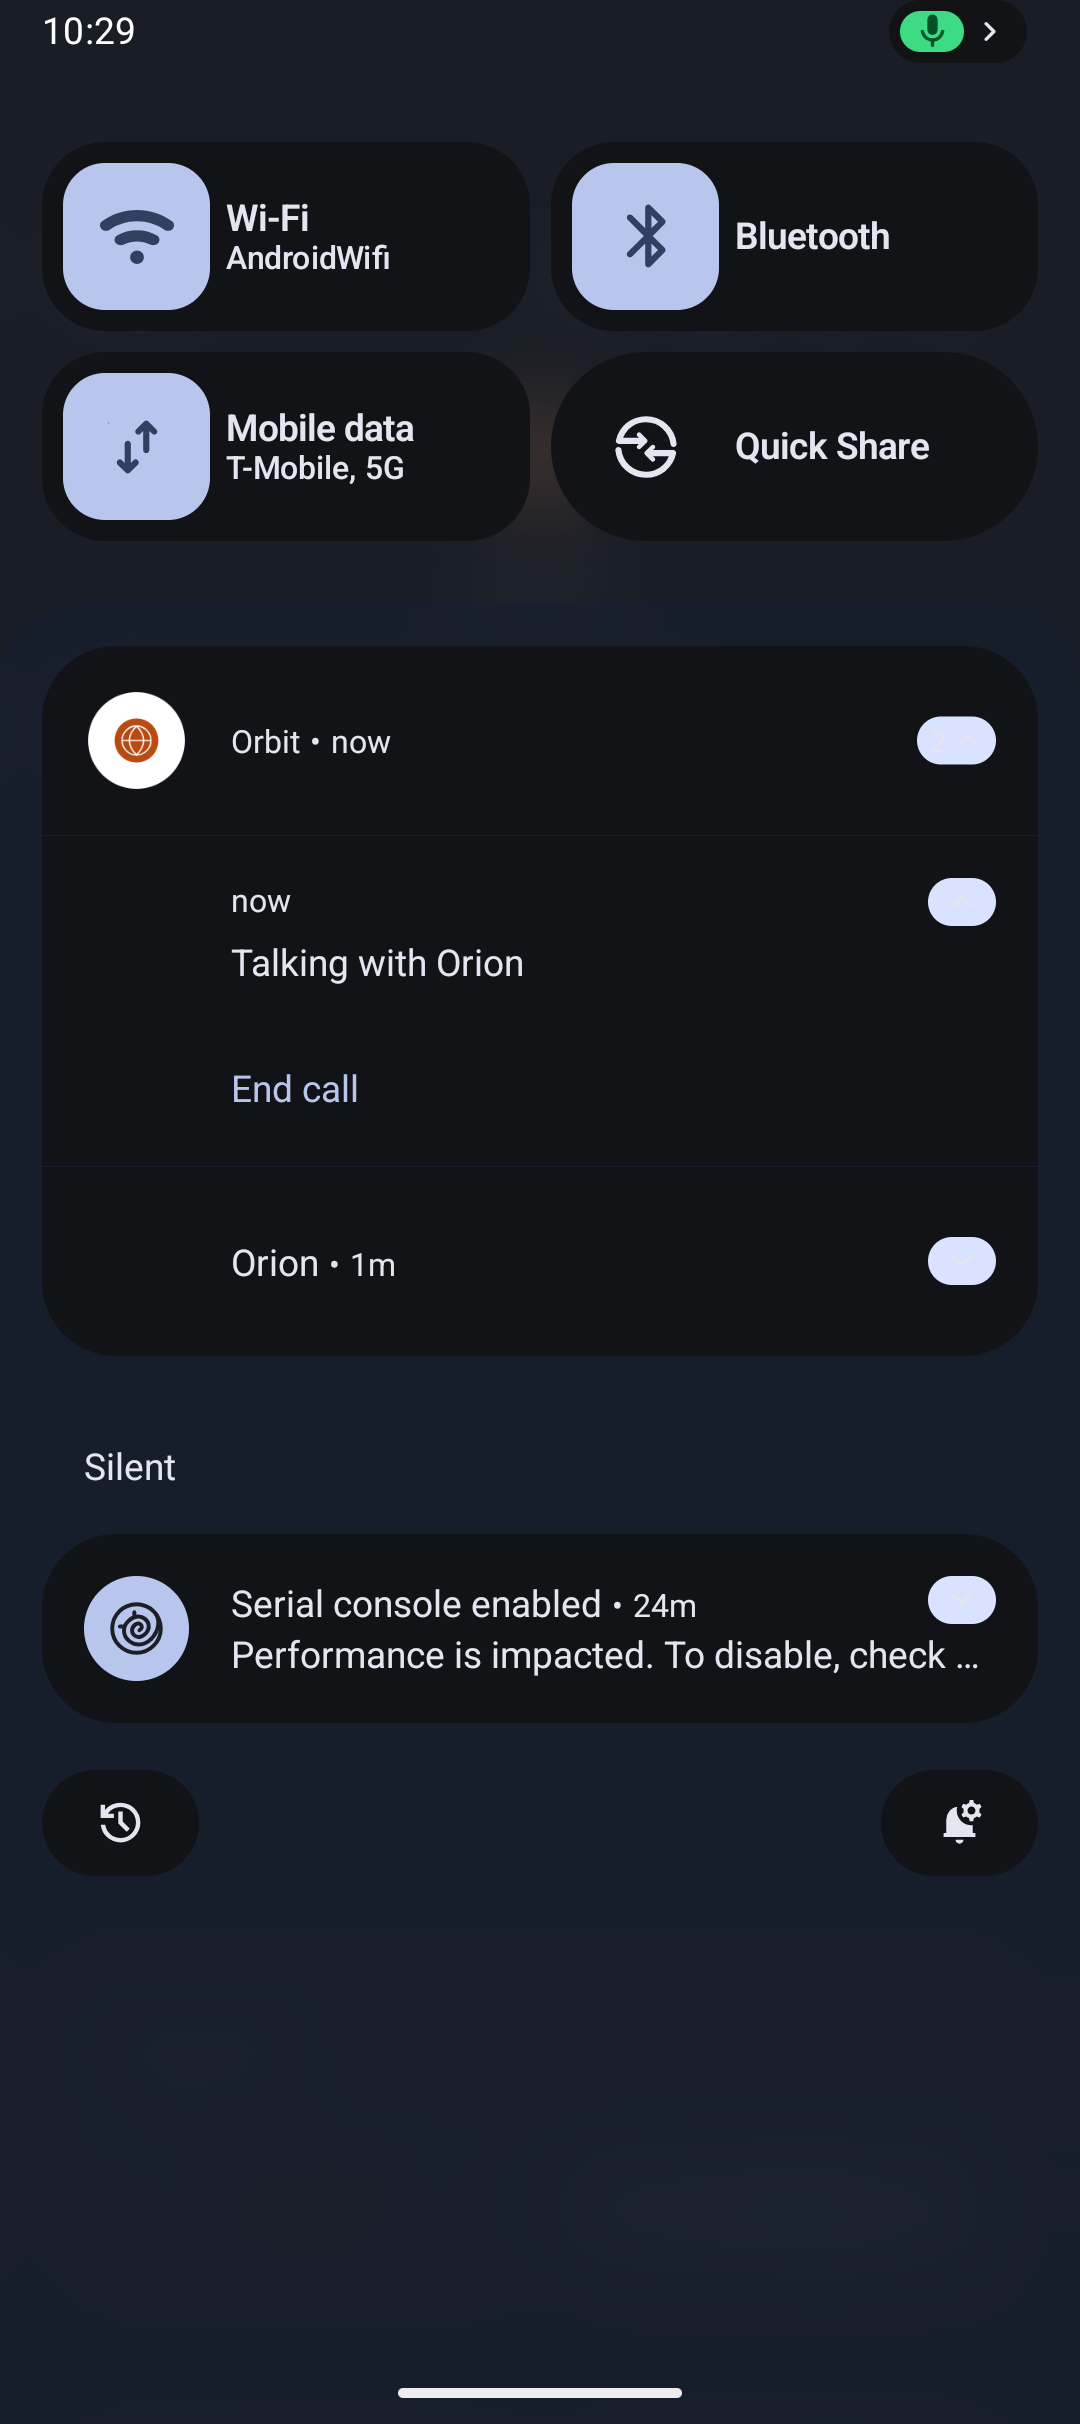 10:29
Wi-Fi
AndroidWifi
Bluetooth
Mobile data
T-Mobile, 5G
Quick Share
Orbit • now
2
now
Talking with Orion
End call
Orion • 1m
Silent
Serial console enabled • 24m
Performance is impacted. To disable, check ...